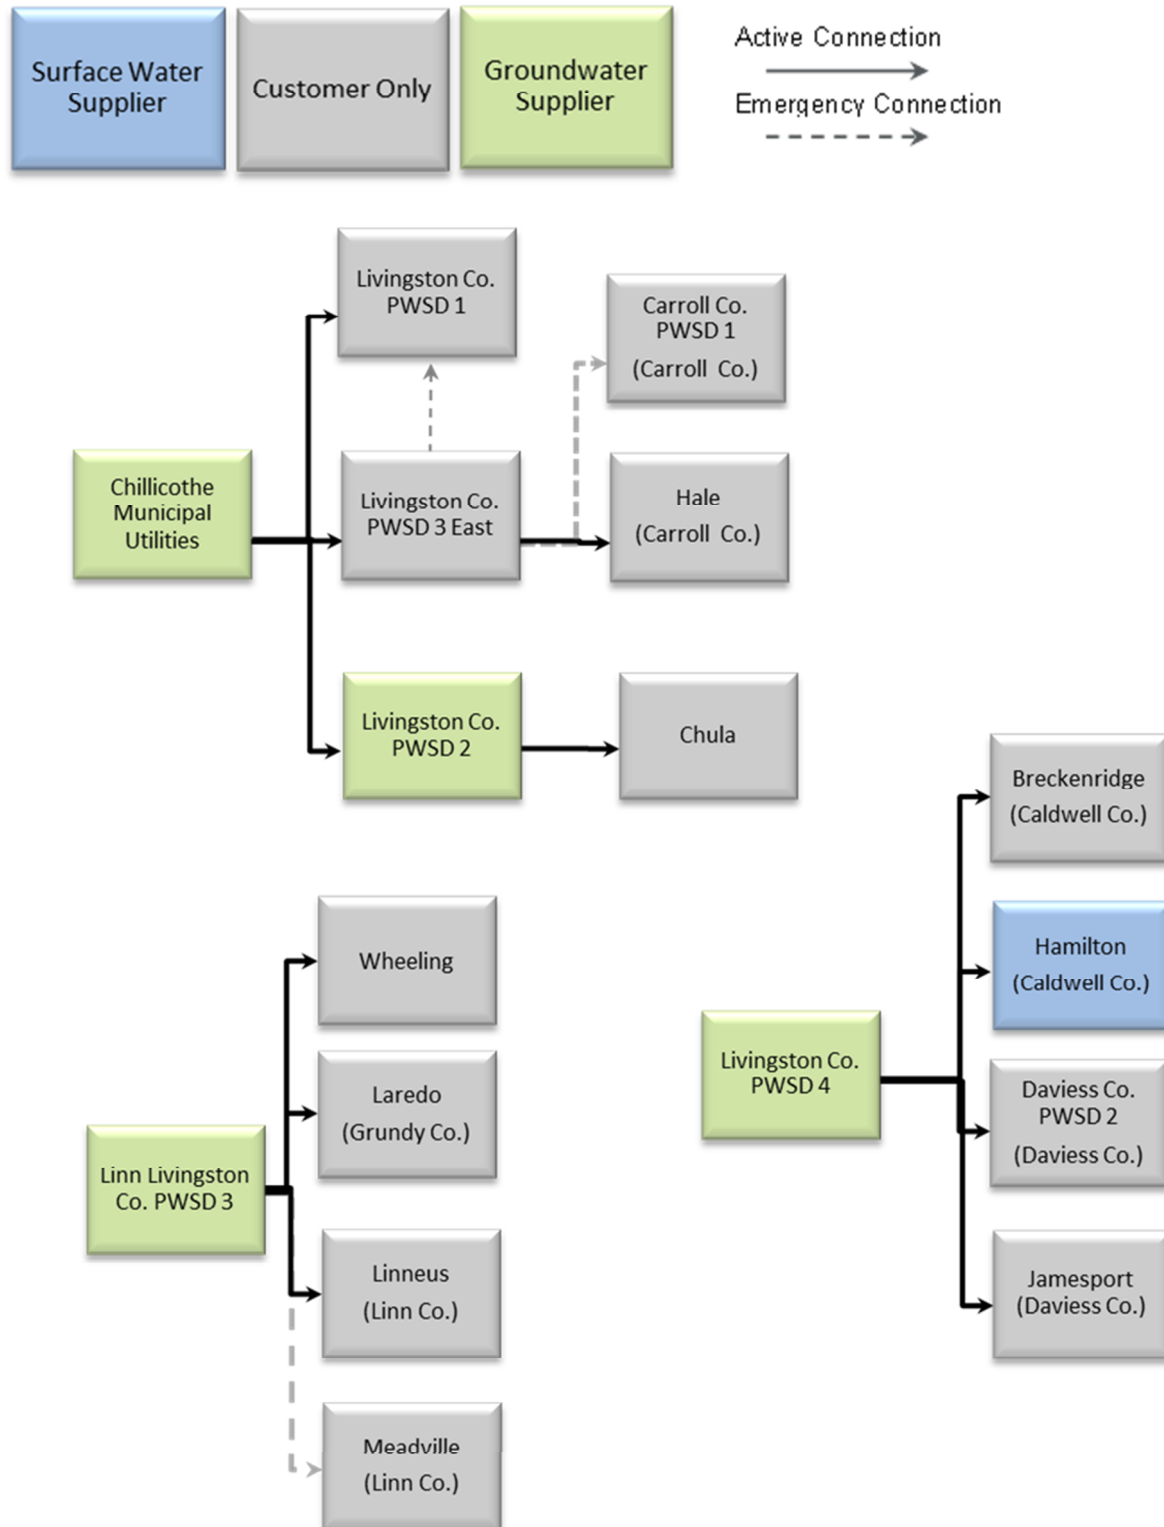 Surface Water
Supplier
Customer Only
Groundwater
Supplier
Active Connection
Emergency Connection
Livingston Co.
PWSD 1
Carroll Co.
PWSD 1
(Carroll Co.)
Chillicothe
Municipal
Utilities
Livingston Co.
PWSD 3 East
Hale
(Carroll Co.)
Livingston Co.
PWSD 2
Chula
Breckenridge
(Caldwell Co.)
Wheeling
Hamilton
(Caldwell Co.)
Laredo
(Grundy Co.)
Livingston Co.
PWSD 4
Daviess Co.
PWSD 2
(Daviess Co.)
Linn Livingston
Co. PWSD 3
Linneus
(Linn Co.)
Jamesport
(Daviess Co.)
Meadville
(Linn Co.)